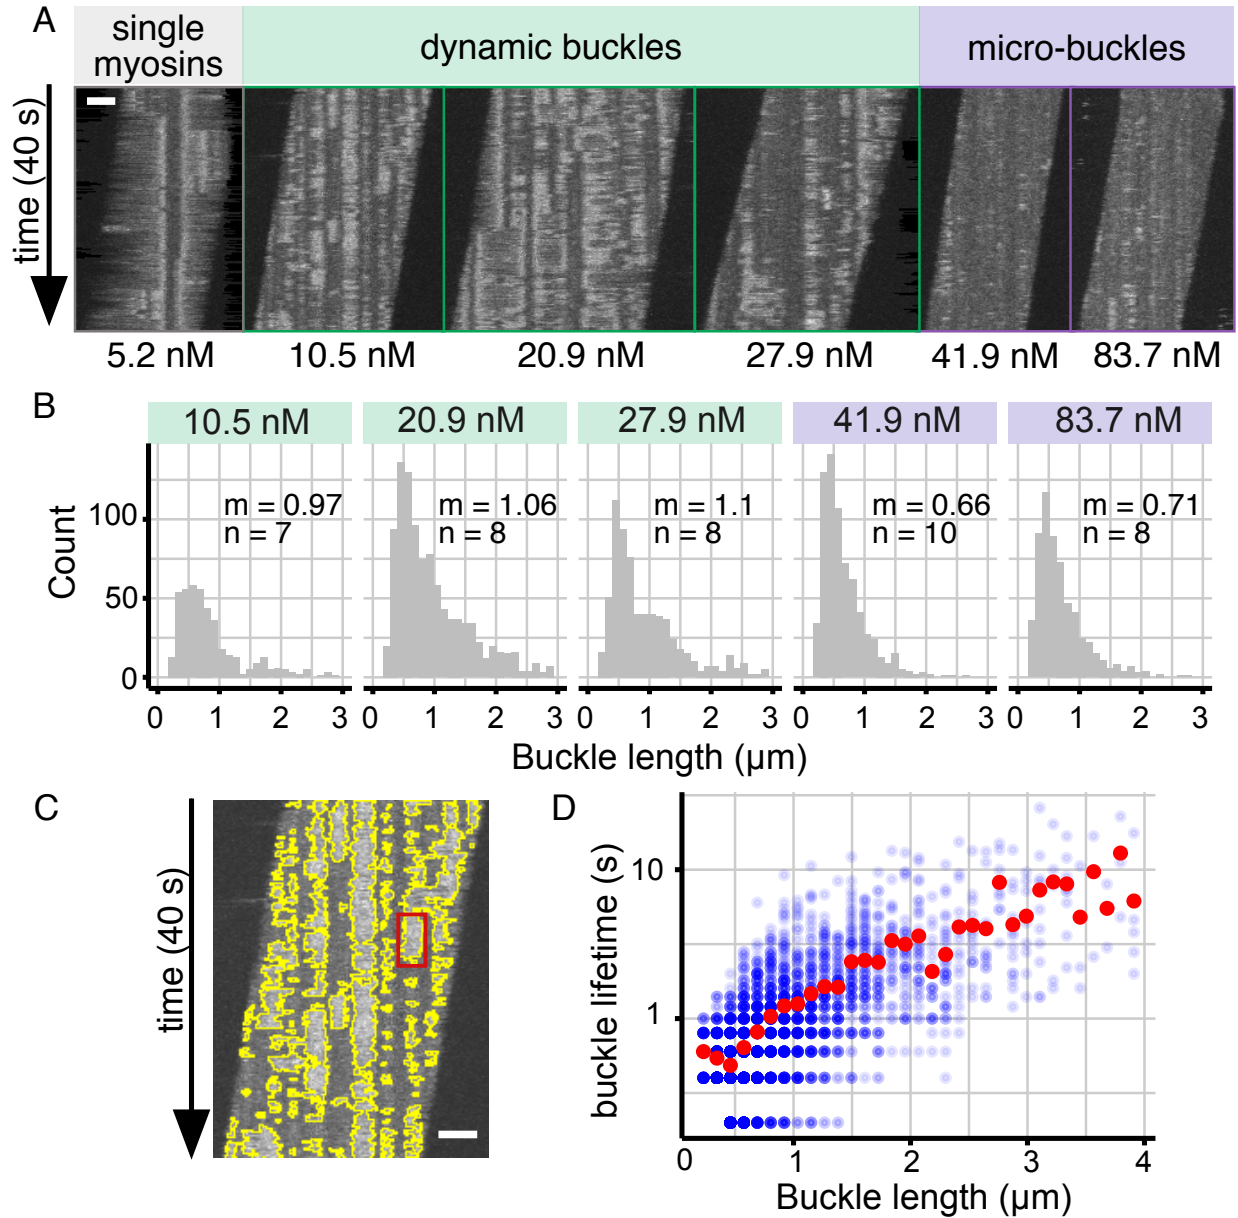 A
single
myosins
dynamic buckles
micro-buckles
time (40 s)
5.2 nM
10.5 nM
20.9 nM
27.9 nM
41.9 nM
83.7 nM
B
10.5 nM
20.9 nM
27.9 nM
41.9 nM
83.7 nM
Count
100
50
0
m = 0.97
n = 7
m = 1.06
n = 8
m = 1.1
n = 8
m = 0.66
n = 10
m = 0.71
n = 8
0 1 2 3
0 1 2 3
0 1 2 3
0 1 2 3
0 1 2 3
Buckle length (µm)
C
time (40 s)
D
buckle lifetime (s)
10
1
0 1 2 3 4
Buckle length (µm)